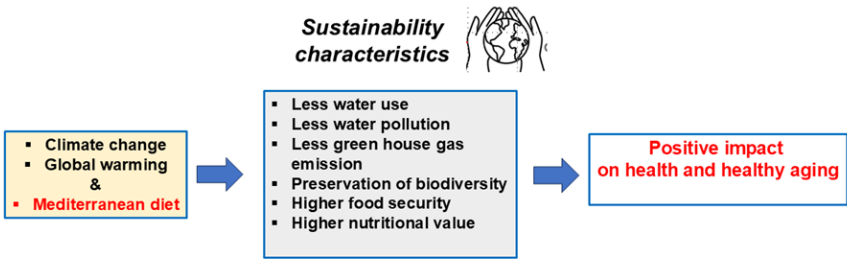 Sustainability
characteristics
▪ Climate change
▪ Global warming
&
▪ Mediterranean diet
▪ Less water use
▪ Less water pollution
▪ Less green house gas
emission
▪ Preservation of biodiversity
▪ Higher food security
▪ Higher nutritional value
Positive impact
on health and healthy aging